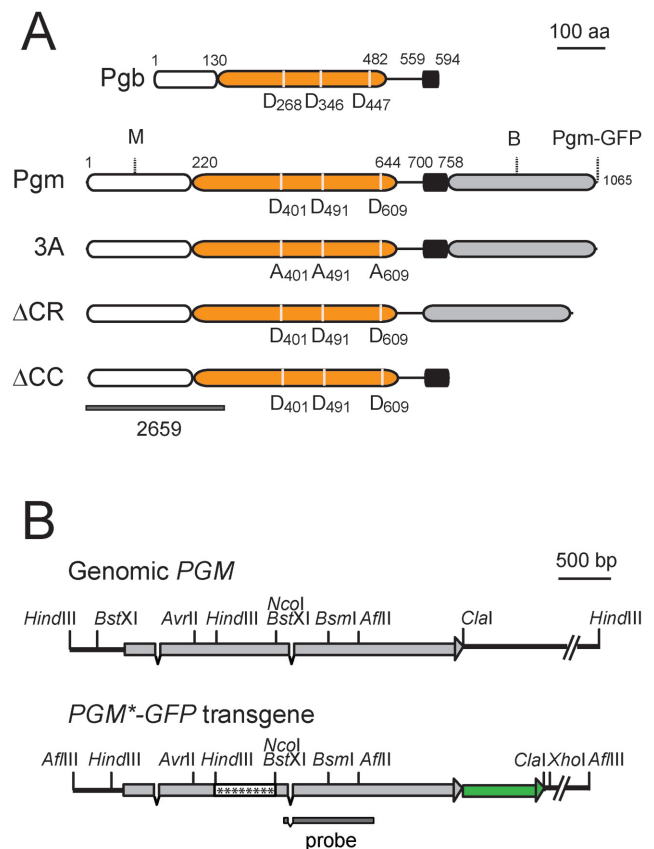 A
100 aa
1 130 482 559 594
Pgb
D268 D346 D447
M B Pgm-GFP
1 220 644 700 758
Pgm 1065
D401 D491 D609
3A
A401 A491 A609
ΔCR
D401 D491 D609
ΔCC
D401 D491 D609
2659
B
500 bp
Genomic PGM
NcoI
HindIII BstXI AvrII HindIII BstXI BsmI AflII ClaI HindIII
PGM*-GFP transgene
NcoI
AflIII HindIII AvrII HindIII BstXI BsmI AflII ClaI XhoI AflIII
********
probe